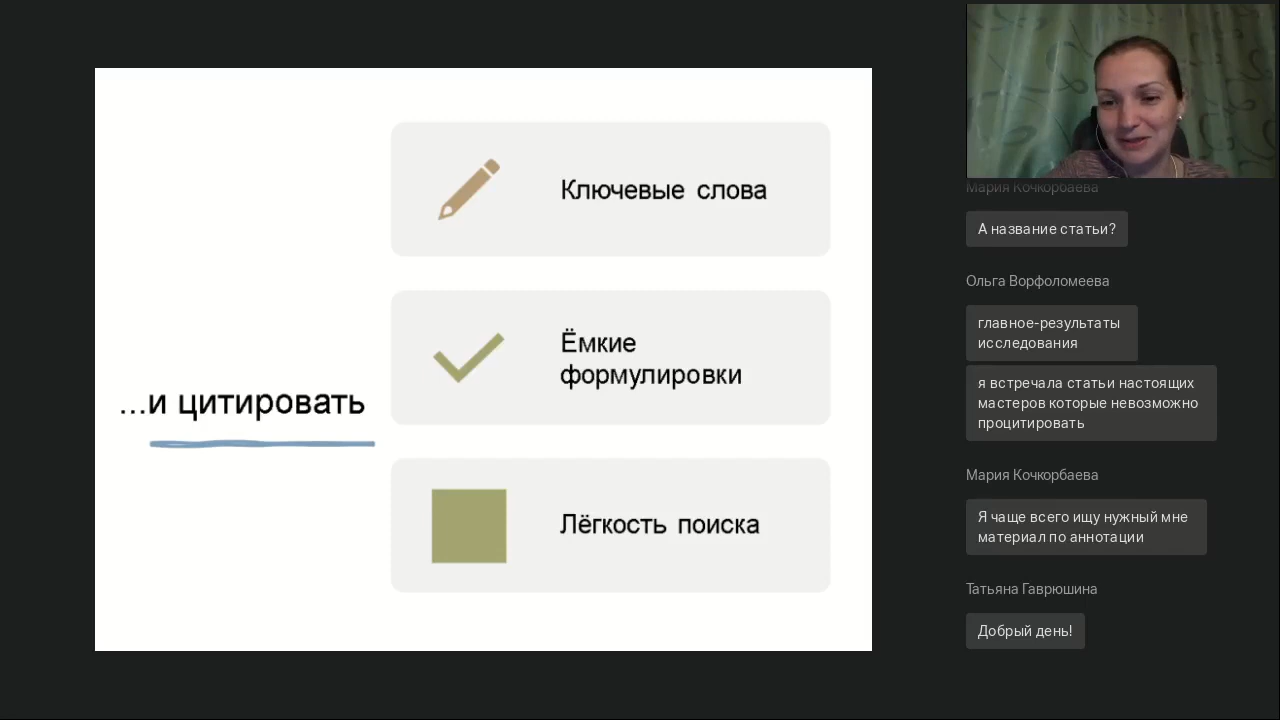 …и цитировать
Ключевые слова
Ёмкие
формулировки
Лёгкость поиска
Мария Кочкорбаева
А название статьи?
Ольга Ворфоломеева
главное-результаты
исследования
я встречала статьи настоящих
мастеров которые невозможно
процитировать
Мария Кочкорбаева
Я чаще всего ищу нужный мне
материал по аннотации
Татьяна Гаврюшина
Добрый день!